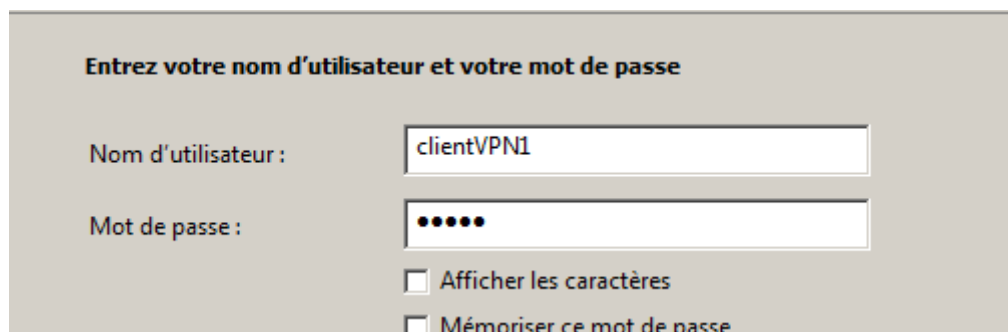 Entrez votre nom d’utilisateur et votre mot de passe
Nom d’utilisateur : clientVPN1
Mot de passe : •••••
Afficher les caractères
Mémoriser ce mot de passe